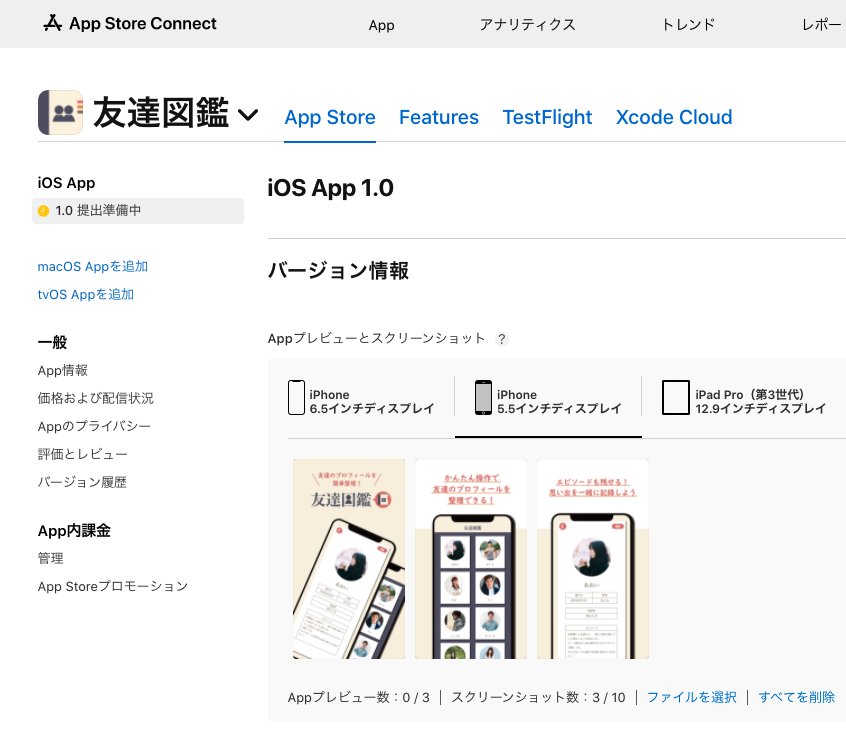 App Store Connect
App
アナリティクス
トレンド
レポー
友達図鑑
App Store
Features
TestFlight
Xcode Cloud
iOS App
1.0 提出準備中
macOS Appを追加
tvOS Appを追加
一般
App情報
価格および配信状況
Appのプライバシー
評価とレビュー
バージョン履歴
App内課金
管理
App Storeプロモーション
iOS App 1.0
バージョン情報
Appプレビューとスクリーンショット ?
iPhone
6.5インチディスプレイ
iPhone
5.5インチディスプレイ
iPad Pro（第3世代）
12.9インチディスプレイ
友達のプロフィールを
簡単整理！
友達図鑑
かんたん操作で
友達のプロフィールを
整理できる！
友達図鑑
エピソードも残せる！
思い出を一緒に記録しよう
Appプレビュー数：0 / 3
スクリーンショット数：3 / 10
ファイルを選択
すべてを削除